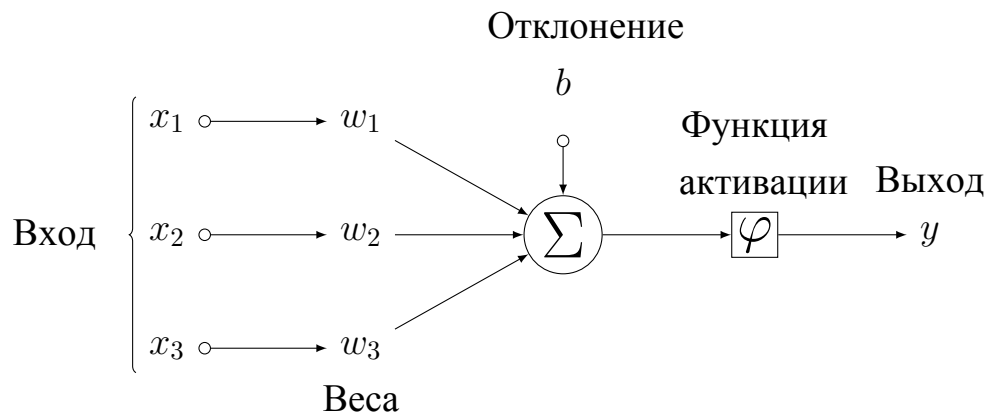 Отклонение
b
x₁ w₁
Функция
активации
Выход
Вход x₂ w₂ Σ φ y
x₃ w₃
Веса